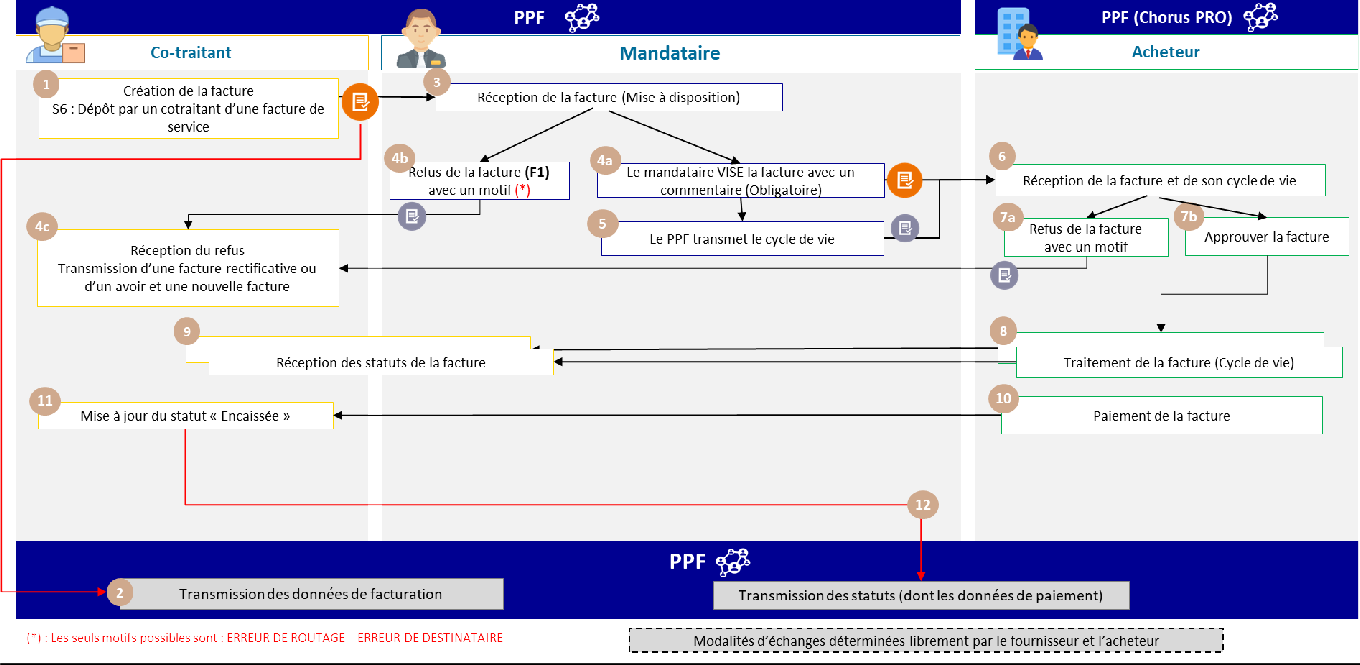 PPF
PPF (Chorus PRO)
Co-traitant
Mandataire
Acheteur
1
Création de la facture
S6 : Dépôt par un cotraitant d'une facture de
service
3
Réception de la facture (Mise à disposition)
4b
Refus de la facture (F1)
avec un motif (*)
4a
Le mandataire VISE la facture avec un
commentaire (Obligatoire)
6
Réception de la facture et de son cycle de vie
4c
Réception du refus
Transmission d'une facture rectificative ou
d'un avoir et une nouvelle facture
5
Le PPF transmet le cycle de vie
7a
Refus de la facture
avec un motif
7b
Approuver la facture
9
Réception des statuts de la facture
8
Traitement de la facture (Cycle de vie)
11
Mise à jour du statut « Encaissée »
10
Paiement de la facture
12
PPF
2
Transmission des données de facturation
Transmission des statuts (dont les données de paiement)
(*) : Les seuls motifs possibles sont : ERREUR DE ROUTAGE – ERREUR DE DESTINATAIRE
Modalités d'échanges déterminées librement par le fournisseur et l'acheteur